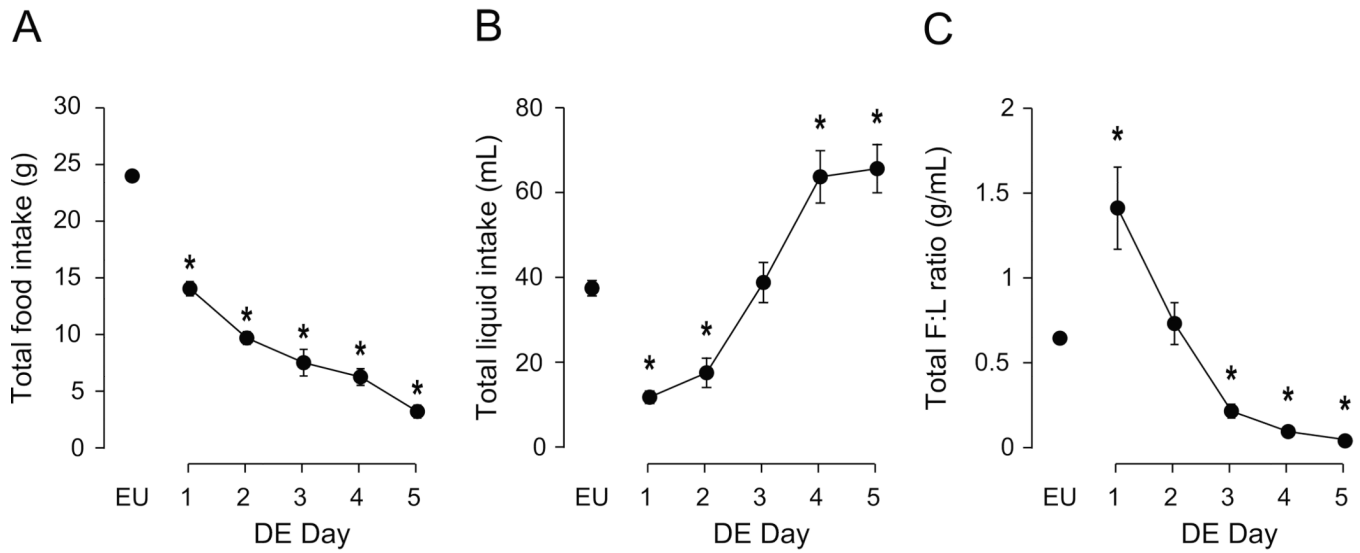 A
Total food intake (g)
30
25
20
15
10
5
0
*
*
*
*
*
EU 1 2 3 4 5
DE Day
B
Total liquid intake (mL)
80
60
40
20
0
*
*
*
*
EU 1 2 3 4 5
DE Day
C
Total F:L ratio (g/mL)
2
1.5
1
0.5
0
*
*
*
*
EU 1 2 3 4 5
DE Day